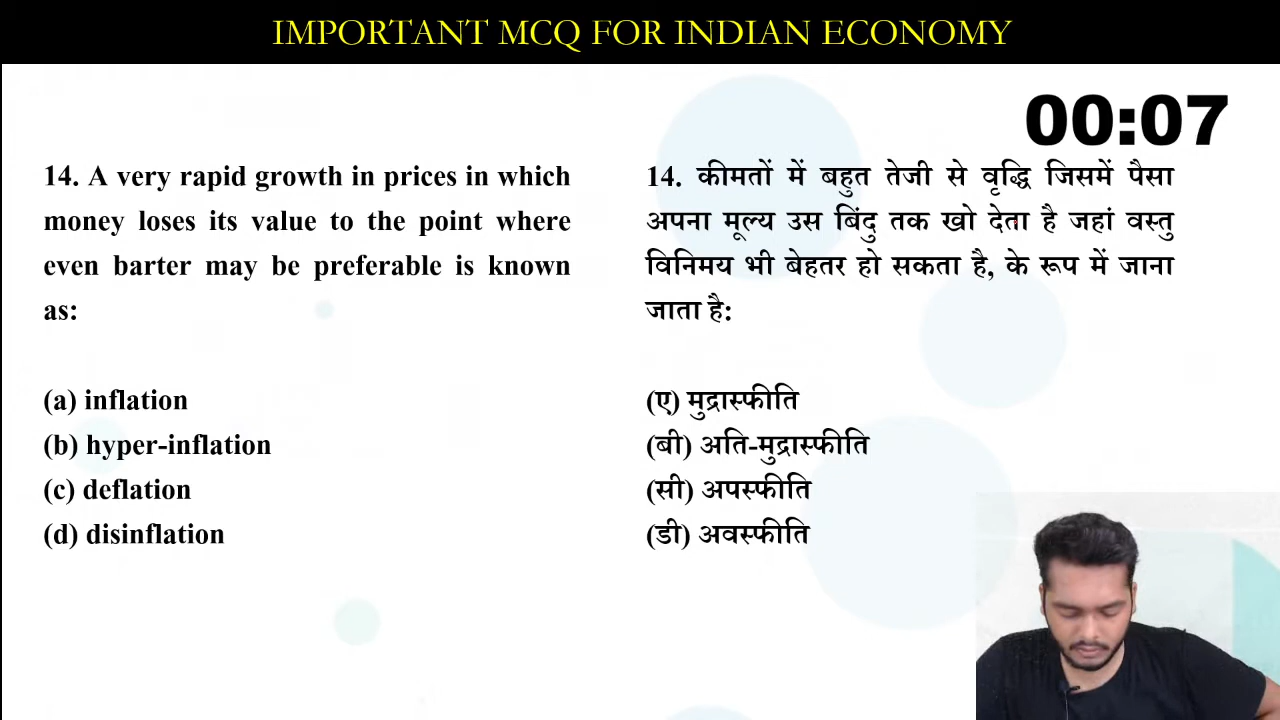 IMPORTANT MCQ FOR INDIAN ECONOMY
00:07
14. A very rapid growth in prices in which
money loses its value to the point where
even barter may be preferable is known
as:
(a) inflation
(b) hyper-inflation
(c) deflation
(d) disinflation
14. कीमतों में बहुत तेजी से वृद्धि जिसमें पैसा
अपना मूल्य उस बिंदु तक खो देता है जहां वस्तु
विनिमय भी बेहतर हो सकता है, के रूप में जाना
जाता है:
(ए) मुद्रास्फीति
(बी) अति-मुद्रास्फीति
(सी) अपस्फीति
(डी) अवस्फीति